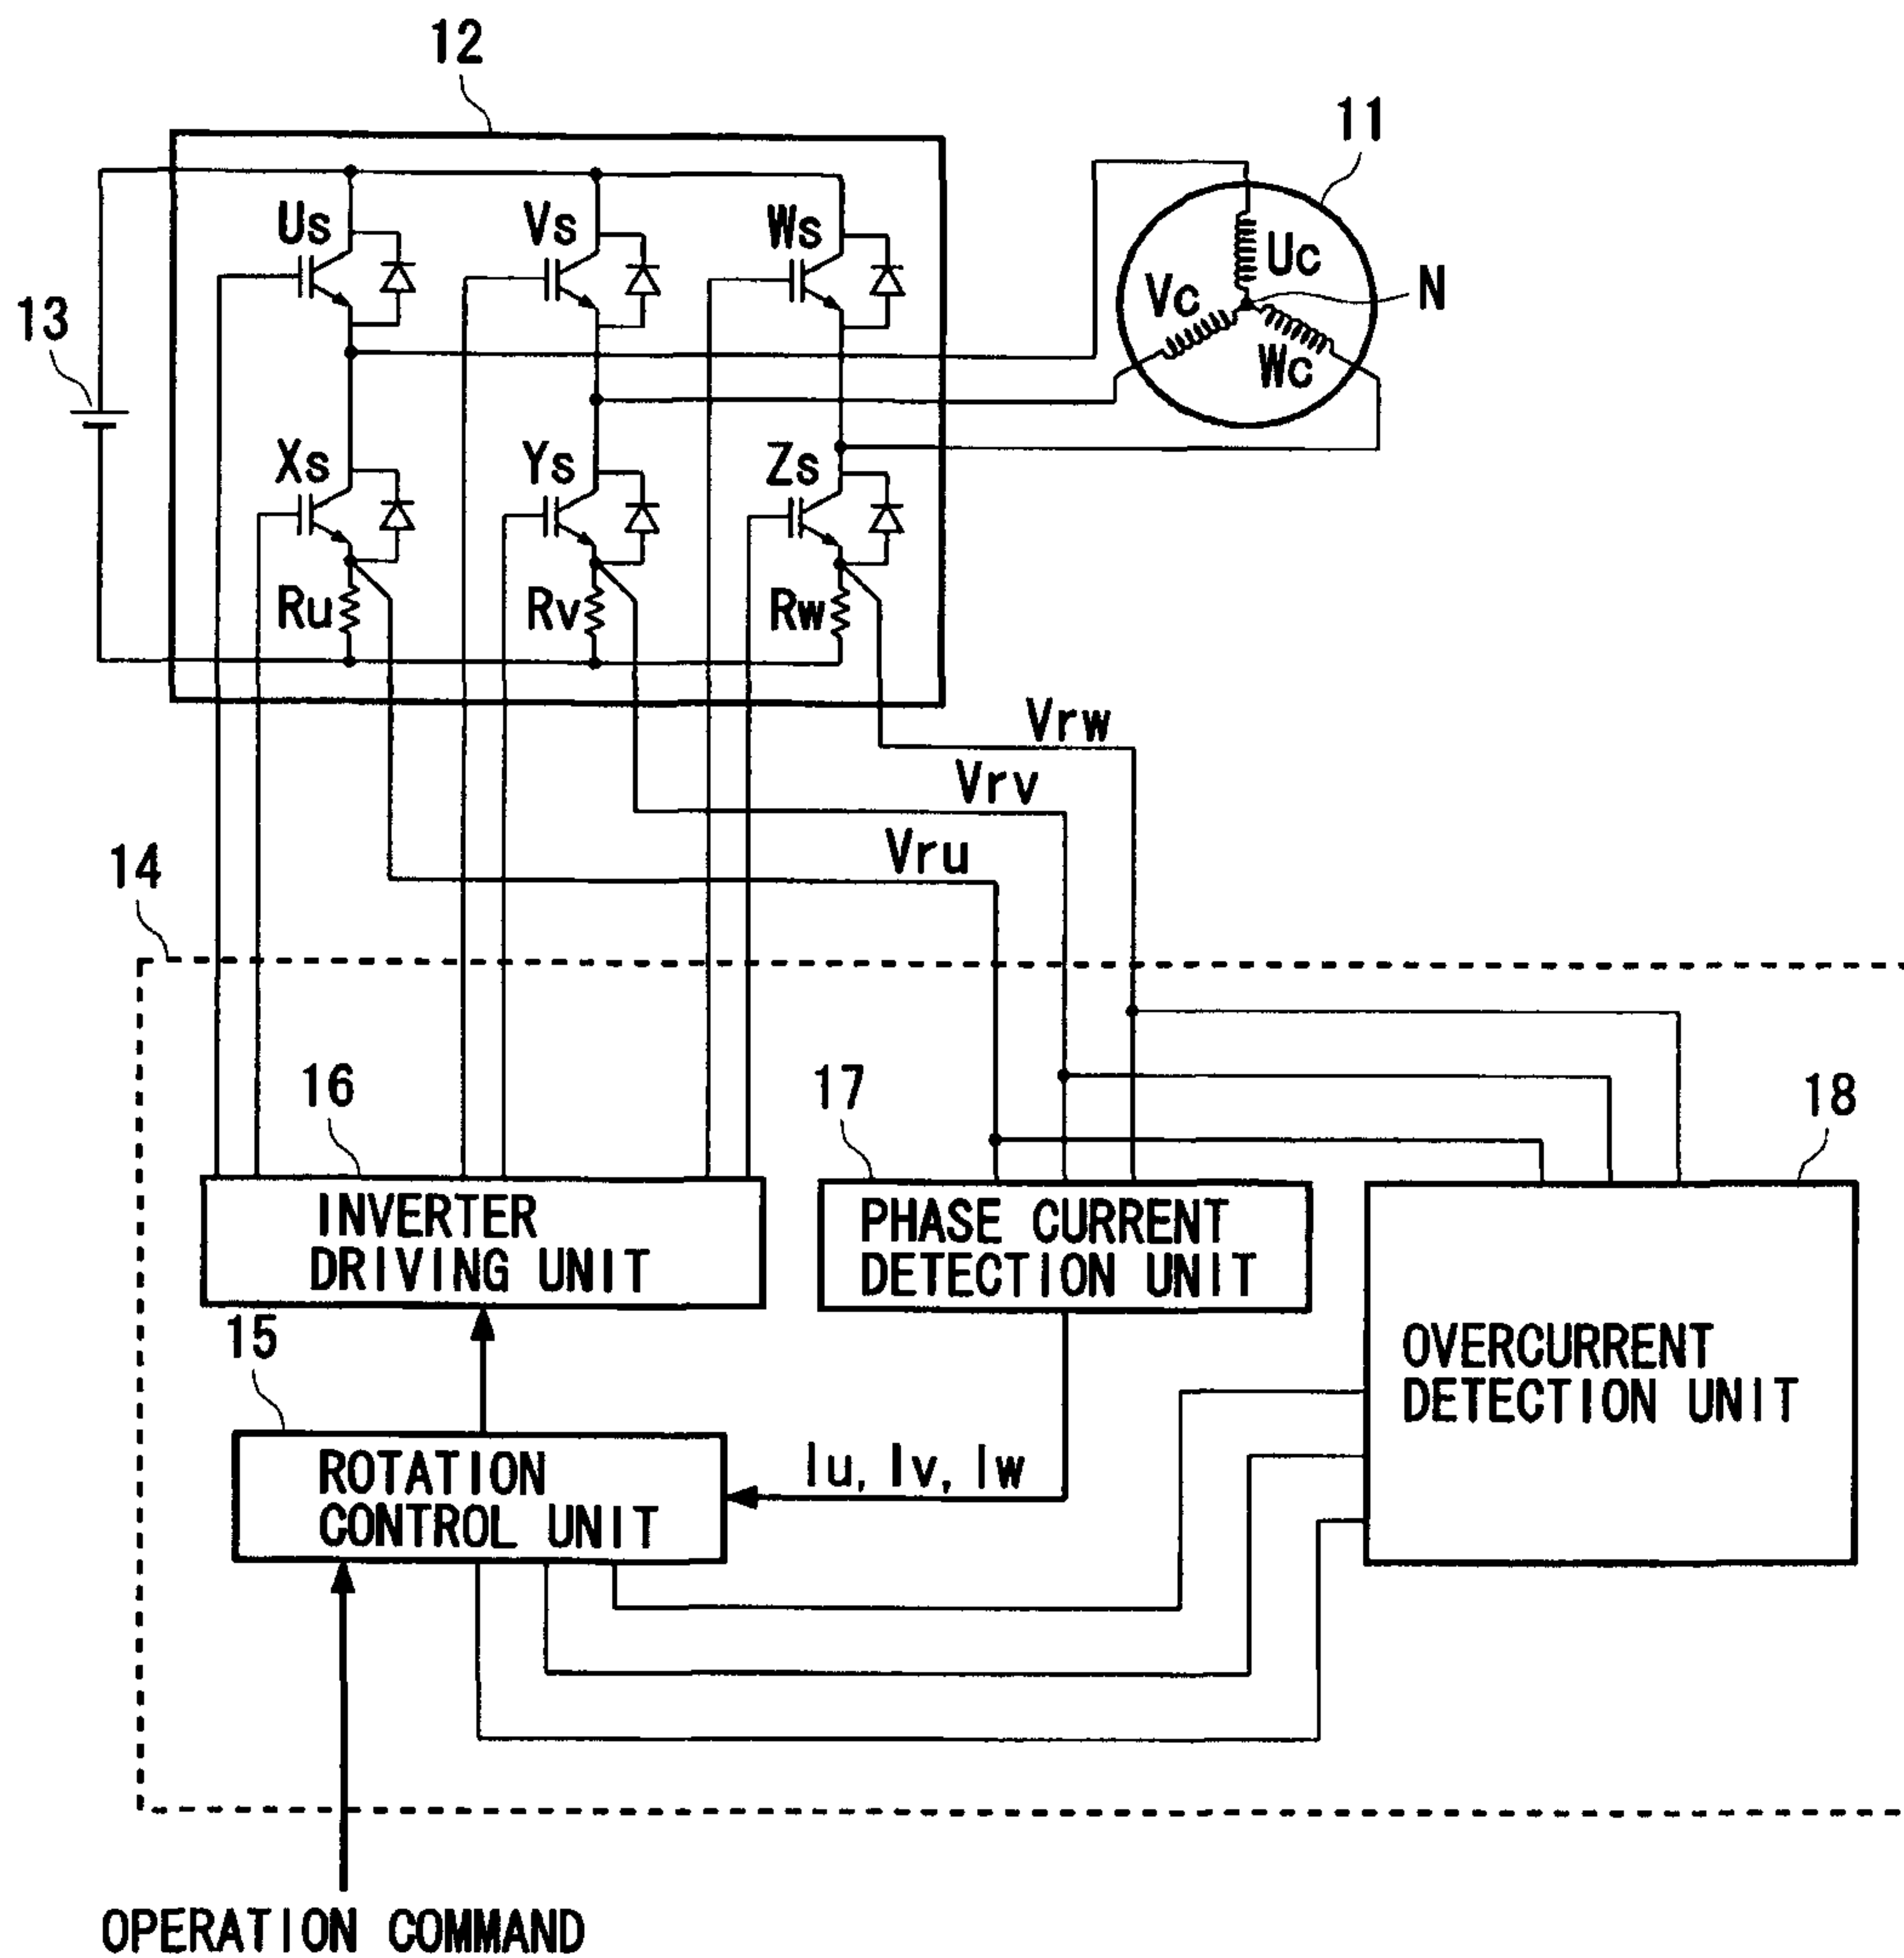 12
11
Us
Vs
Ws
Uc
Vc
N
Wc
13
Xs
Ys
Zs
Ru
Rv
Rw
Vrw
Vrv
Vru
14
16
17
18
INVERTER
DRIVING UNIT
PHASE CURRENT
DETECTION UNIT
OVERCURRENT
DETECTION UNIT
15
ROTATION
CONTROL UNIT
Iu, Iv, Iw
OPERATION COMMAND